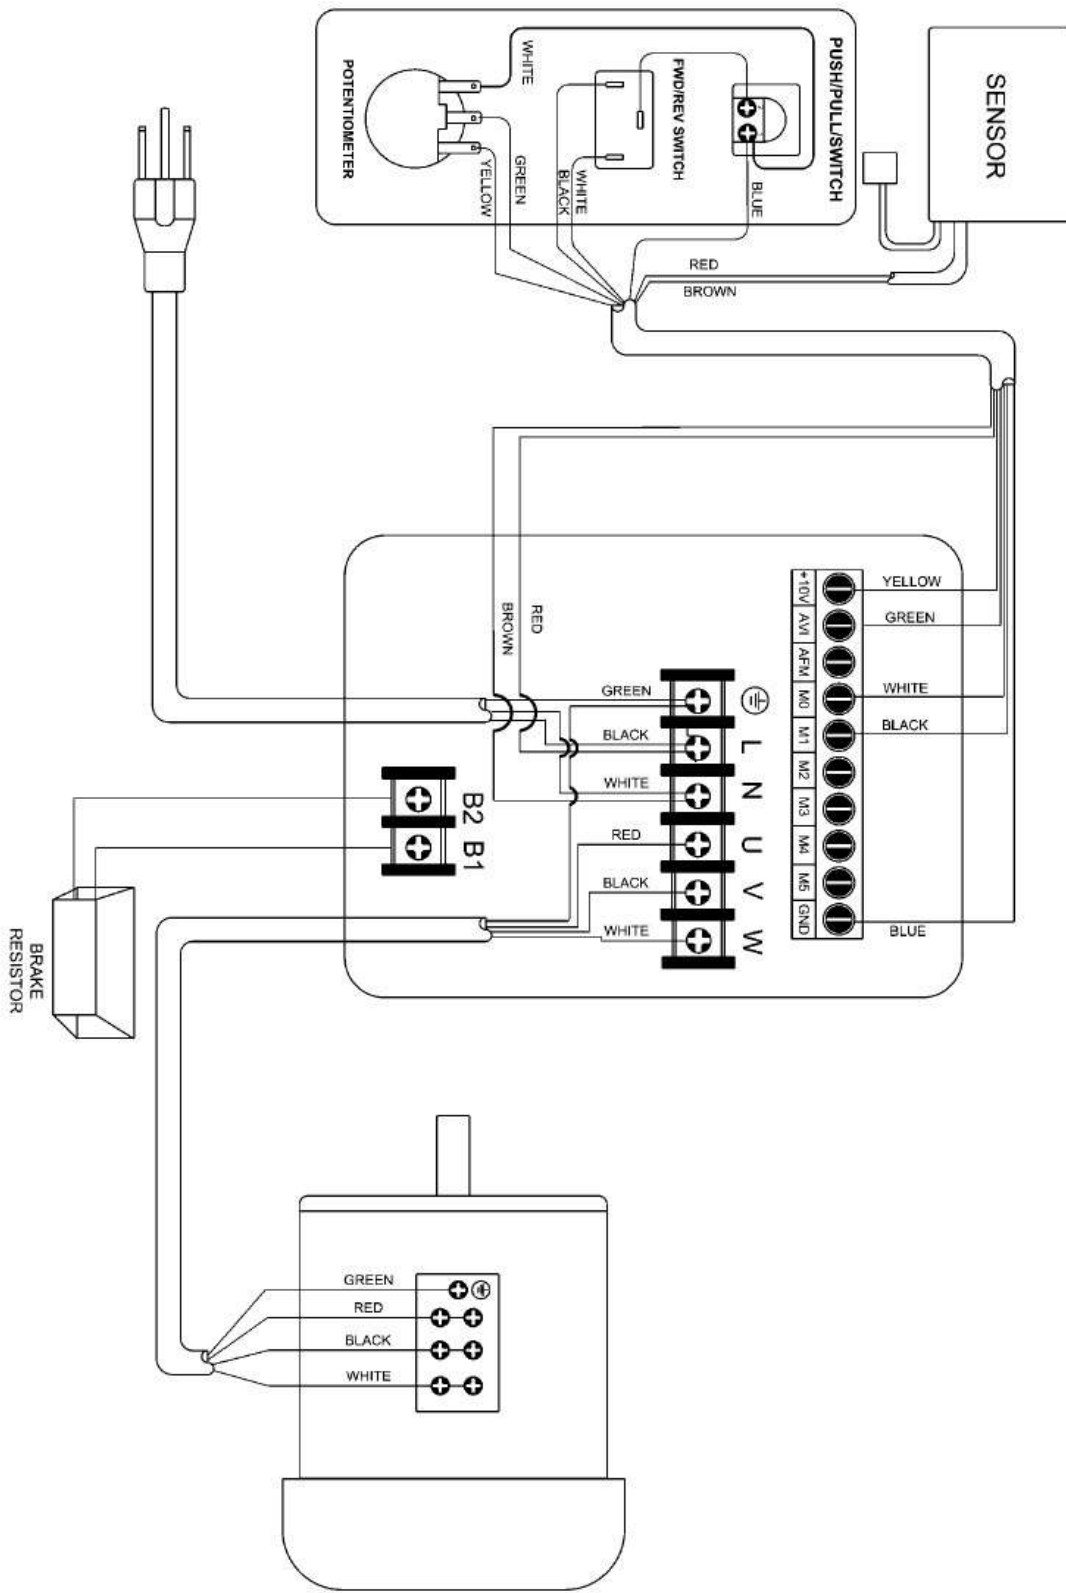 SENSOR
PUSH/PULL/SWITCH
FWD/REV SWITCH
POTENTIOMETER
WHITE
GREEN
YELLOW
WHITE
BLACK
BLUE
RED
BROWN
YELLOW
GREEN
WHITE
BLACK
BLUE
+10V
AVI
AFM
M0
M1
M2
M3
M4
M5
GND
RED
BROWN
GREEN
BLACK
WHITE
RED
BLACK
WHITE
L
N
U
V
W
B2
B1
BRAKE
RESISTOR
GREEN
RED
BLACK
WHITE